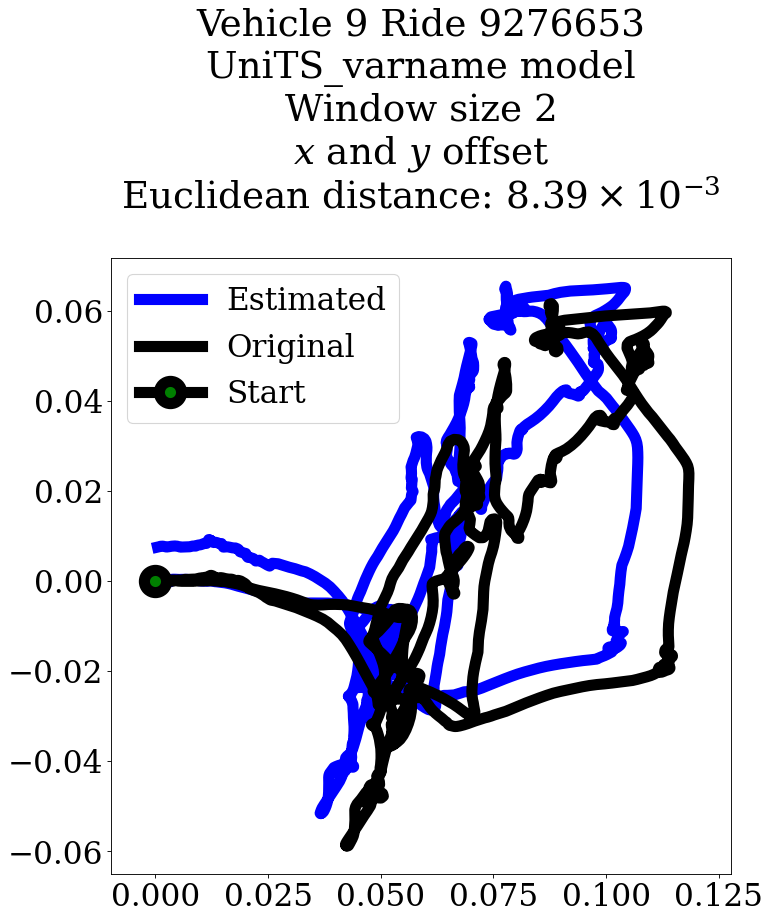 Vehicle 9 Ride 9276653
UniTS_varname model
Window size 2
x and y offset
Euclidean distance: 8.39 × 10⁻³
Estimated
Original
Start
0.06
0.04
0.02
0.00
−0.02
−0.04
−0.06
0.000 0.025 0.050 0.075 0.100 0.125